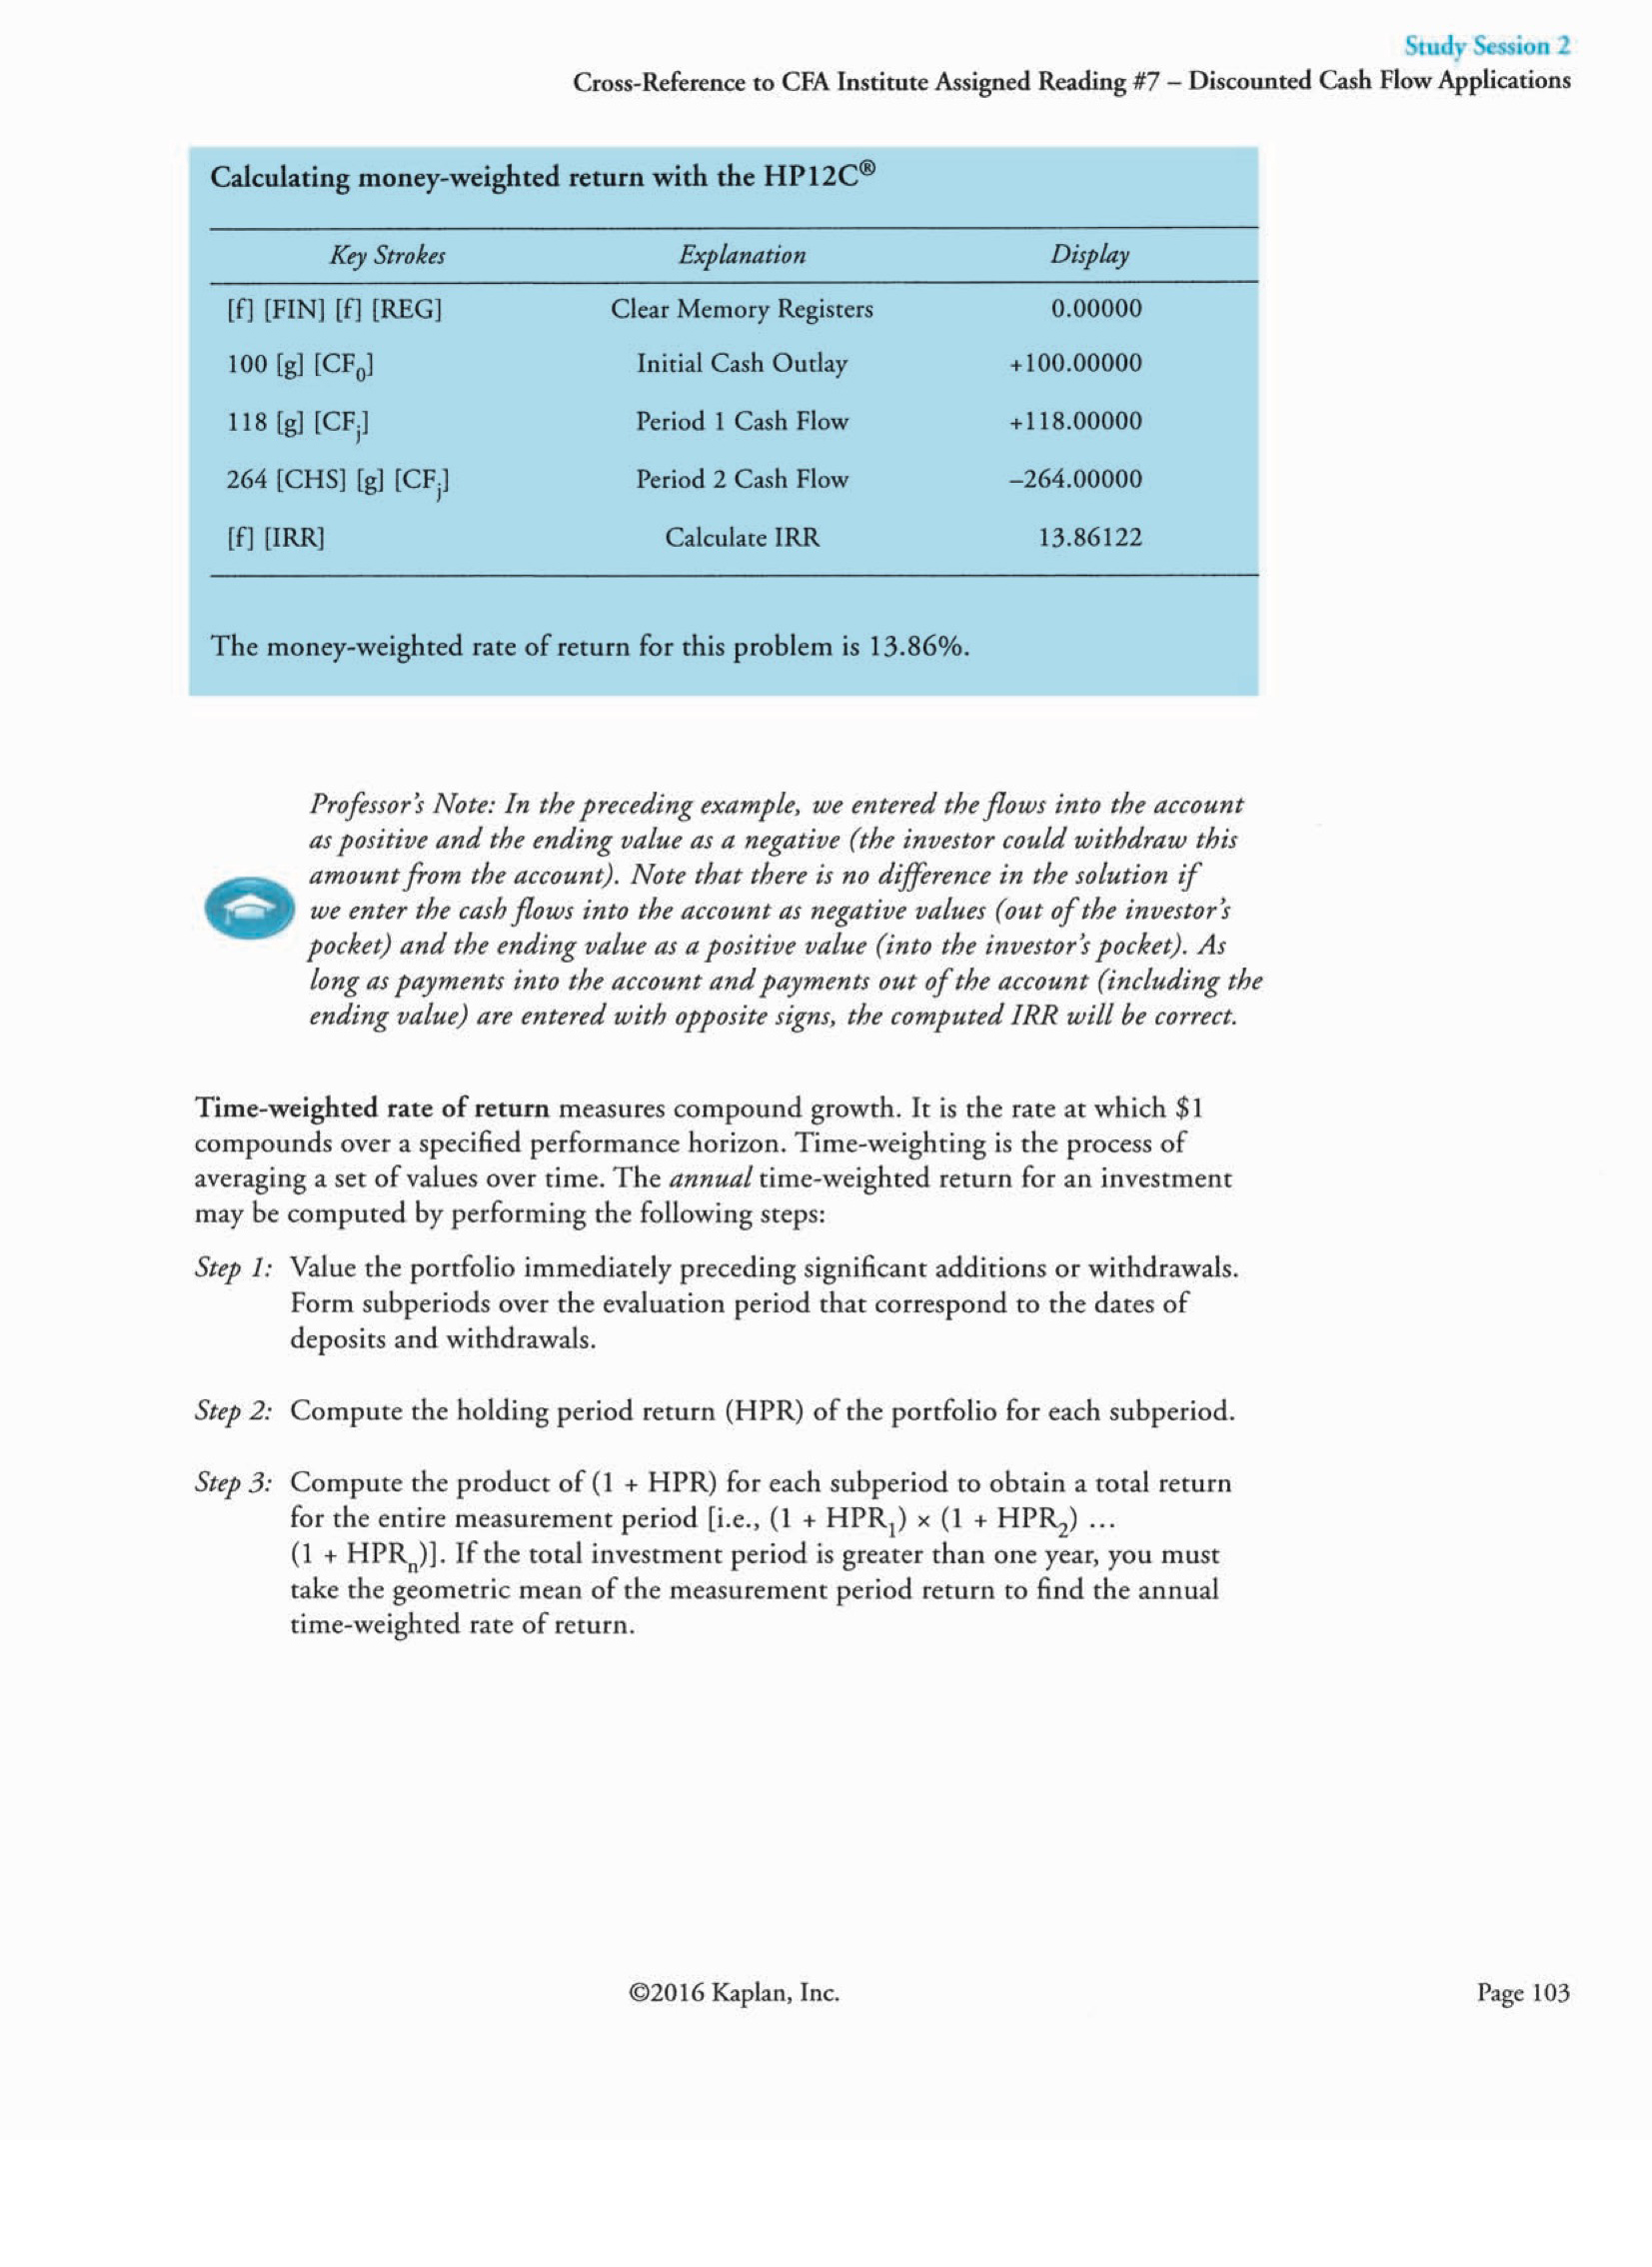 Study Session 2
Cross-Reference to CFA Institute Assigned Reading #7 – Discounted Cash Flow Applications
Calculating money-weighted return with the HP12C®
Key Strokes Explanation Display
[f] [FIN] [f] [REG] Clear Memory Registers 0.00000
100 [g] [CF₀] Initial Cash Outlay +100.00000
118 [g] [CFⱼ] Period 1 Cash Flow +118.00000
264 [CHS] [g] [CFⱼ] Period 2 Cash Flow –264.00000
[f] [IRR] Calculate IRR 13.86122
The money-weighted rate of return for this problem is 13.86%.
Professor's Note: In the preceding example, we entered the flows into the account
as positive and the ending value as a negative (the investor could withdraw this
amount from the account). Note that there is no difference in the solution if
we enter the cash flows into the account as negative values (out of the investor's
pocket) and the ending value as a positive value (into the investor's pocket). As
long as payments into the account and payments out of the account (including the
ending value) are entered with opposite signs, the computed IRR will be correct.
Time-weighted rate of return measures compound growth. It is the rate at which $1
compounds over a specified performance horizon. Time-weighting is the process of
averaging a set of values over time. The annual time-weighted return for an investment
may be computed by performing the following steps:
Step 1: Value the portfolio immediately preceding significant additions or withdrawals.
Form subperiods over the evaluation period that correspond to the dates of
deposits and withdrawals.
Step 2: Compute the holding period return (HPR) of the portfolio for each subperiod.
Step 3: Compute the product of (1 + HPR) for each subperiod to obtain a total return
for the entire measurement period [i.e., (1 + HPR₁) × (1 + HPR₂) ...
(1 + HPRₙ)]. If the total investment period is greater than one year, you must
take the geometric mean of the measurement period return to find the annual
time-weighted rate of return.
©2016 Kaplan, Inc.
Page 103